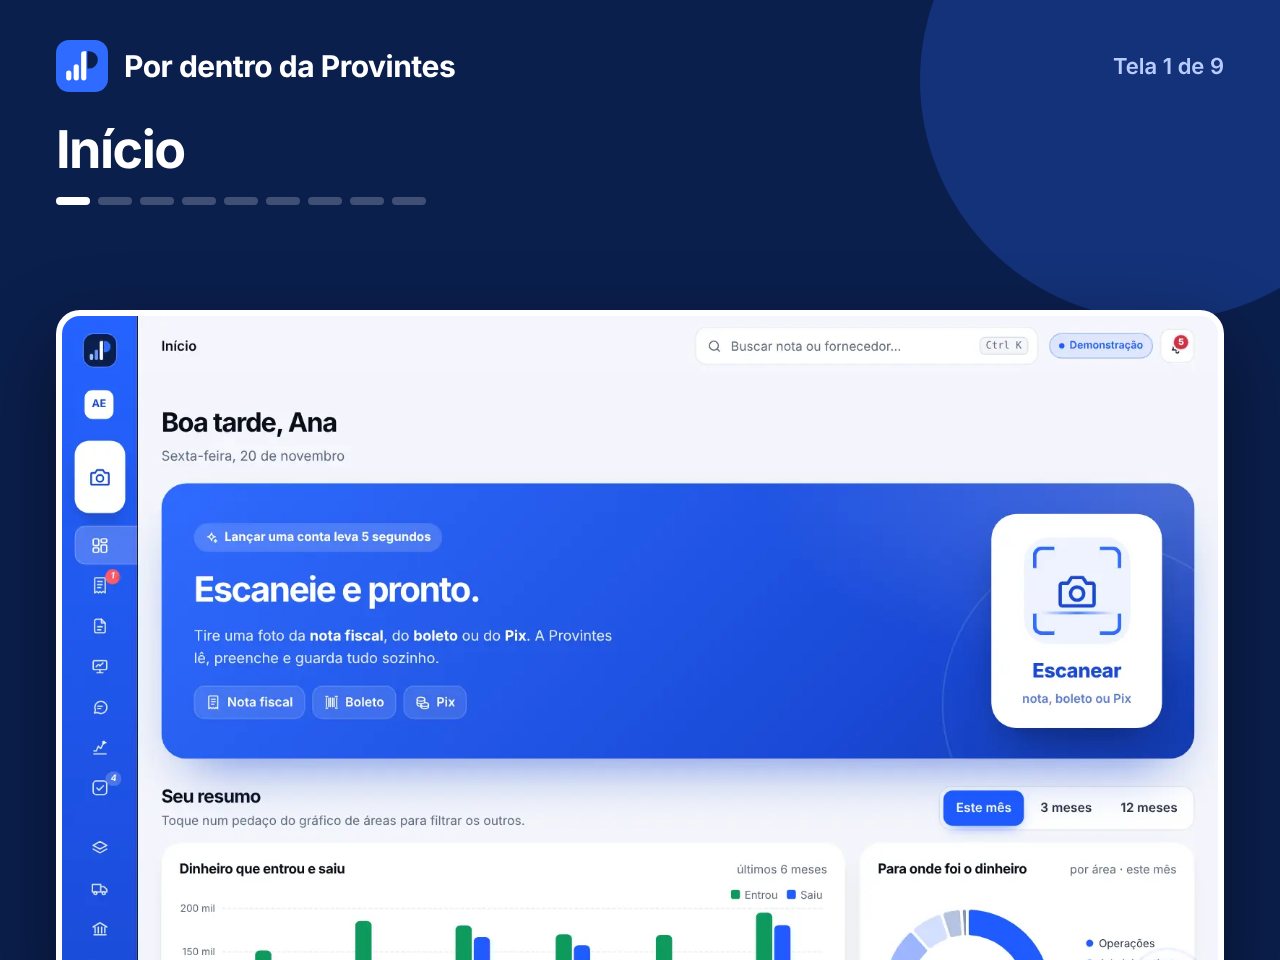 Por dentro da Provintes
Tela 1 de 9
Início
Início
Buscar nota ou fornecedor...
Ctrl K
Demonstração
5
AE
Boa tarde, Ana
Sexta-feira, 20 de novembro
Lançar uma conta leva 5 segundos
Escaneie e pronto.
Tire uma foto da nota fiscal, do boleto ou do Pix. A Provintes
lê, preenche e guarda tudo sozinho.
Nota fiscal
Boleto
Pix
Escanear
nota, boleto ou Pix
1
4
Seu resumo
Toque num pedaço do gráfico de áreas para filtrar os outros.
Este mês
3 meses
12 meses
Dinheiro que entrou e saiu
últimos 6 meses
Entrou
Saiu
200 mil
150 mil
Para onde foi o dinheiro
por área · este mês
Operações